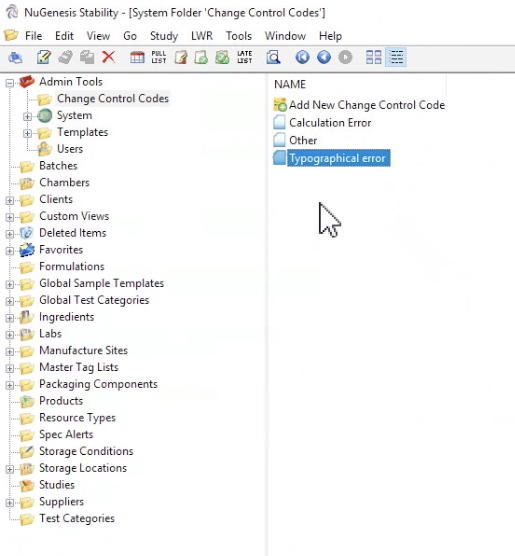 NuGenesis Stability - [System Folder 'Change Control Codes']
File Edit View Go Study LWR Tools Window Help
PULL LIST LATE LIST
Admin Tools
Change Control Codes
System
Templates
Users
Batches
Chambers
Clients
Custom Views
Deleted Items
Favorites
Formulations
Global Sample Templates
Global Test Categories
Ingredients
Labs
Manufacture Sites
Master Tag Lists
Packaging Components
Products
Resource Types
Spec Alerts
Storage Conditions
Storage Locations
Studies
Suppliers
Test Categories
NAME
Add New Change Control Code
Calculation Error
Other
Typographical error